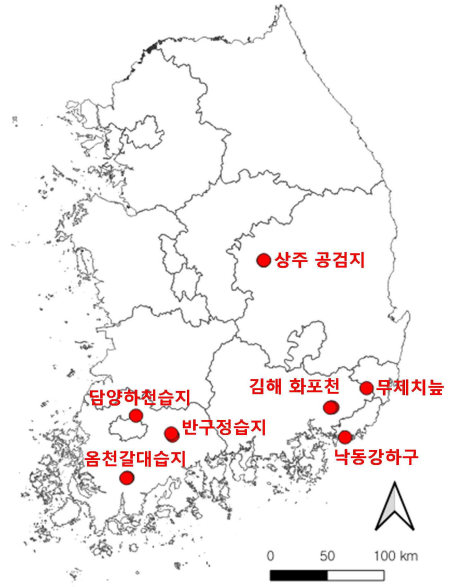 상주 공검지
김해 화포천
무제치늪
담양하천습지
반구정습지
낙동강하구
옴천갈대습지
0 50 100 km